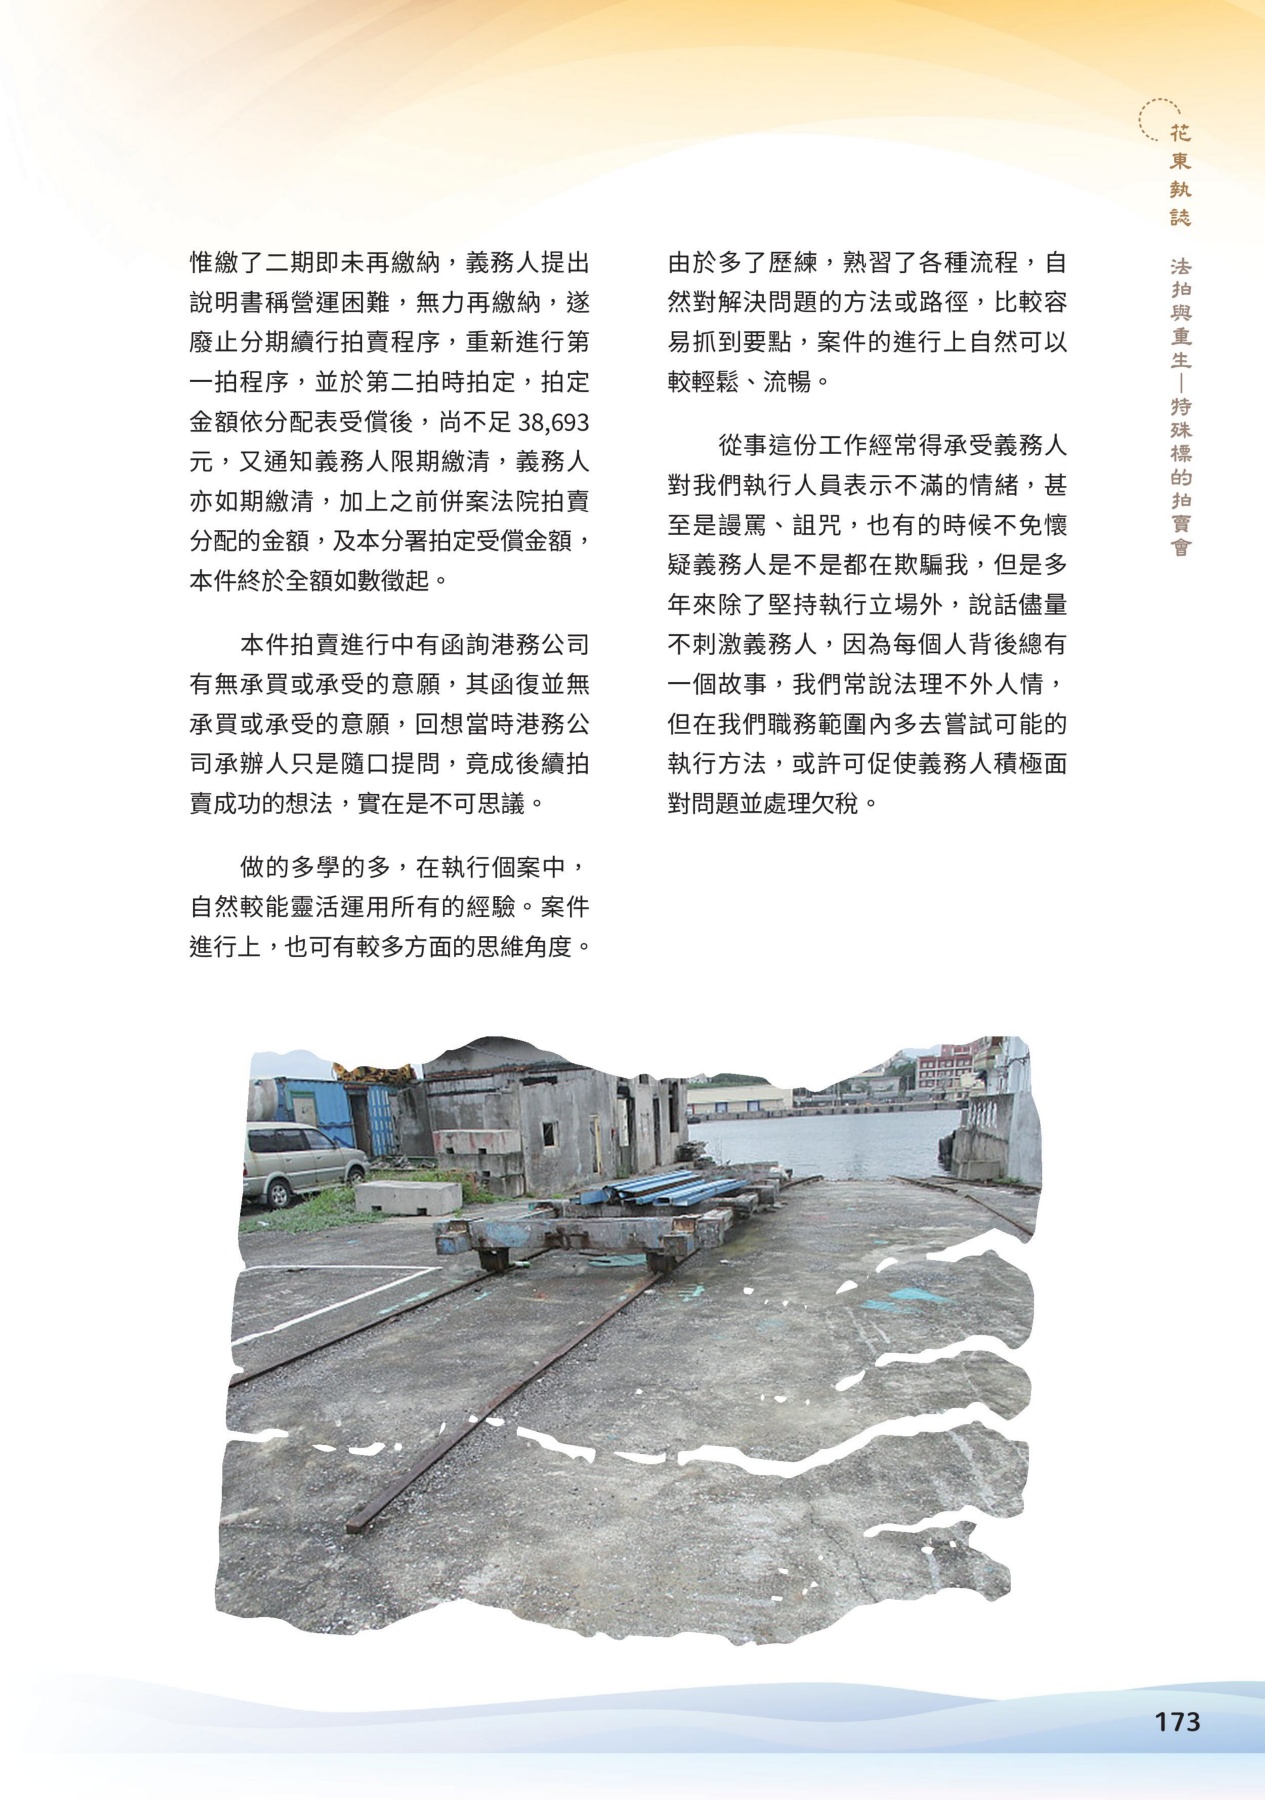 花東執誌 法拍與重生—特殊標的拍賣會
惟繳了二期即未再繳納，義務人提出
說明書稱營運困難，無力再繳納，遂
廢止分期續行拍賣程序，重新進行第
一拍程序，並於第二拍時拍定，拍定
金額依分配表受償後，尚不足 38,693
元，又通知義務人限期繳清，義務人
亦如期繳清，加上之前併案法院拍賣
分配的金額，及本分署拍定受償金額，
本件終於全額如數徵起。
本件拍賣進行中有函詢港務公司
有無承買或承受的意願，其函復並無
承買或承受的意願，回想當時港務公
司承辦人只是隨口提問，竟成後續拍
賣成功的想法，實在是不可思議。
做的多學的多，在執行個案中，
自然較能靈活運用所有的經驗。案件
進行上，也可有較多方面的思維角度。
由於多了歷練，熟習了各種流程，自
然對解決問題的方法或路徑，比較容
易抓到要點，案件的進行上自然可以
較輕鬆、流暢。
從事這份工作經常得承受義務人
對我們執行人員表示不滿的情緒，甚
至是謾罵、詛咒，也有的時候不免懷
疑義務人是不是都在欺騙我，但是多
年來除了堅持執行立場外，說話儘量
不刺激義務人，因為每個人背後總有
一個故事，我們常說法理不外人情，
但在我們職務範圍內多去嘗試可能的
執行方法，或許可促使義務人積極面
對問題並處理欠稅。
173